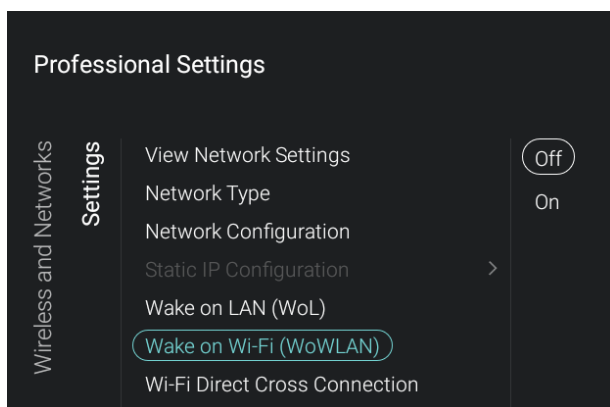 Professional Settings
Wireless and Networks
Settings
View Network Settings
Network Type
Network Configuration
Static IP Configuration
Wake on LAN (WoL)
Wake on Wi-Fi (WoWLAN)
Wi-Fi Direct Cross Connection
Off
On